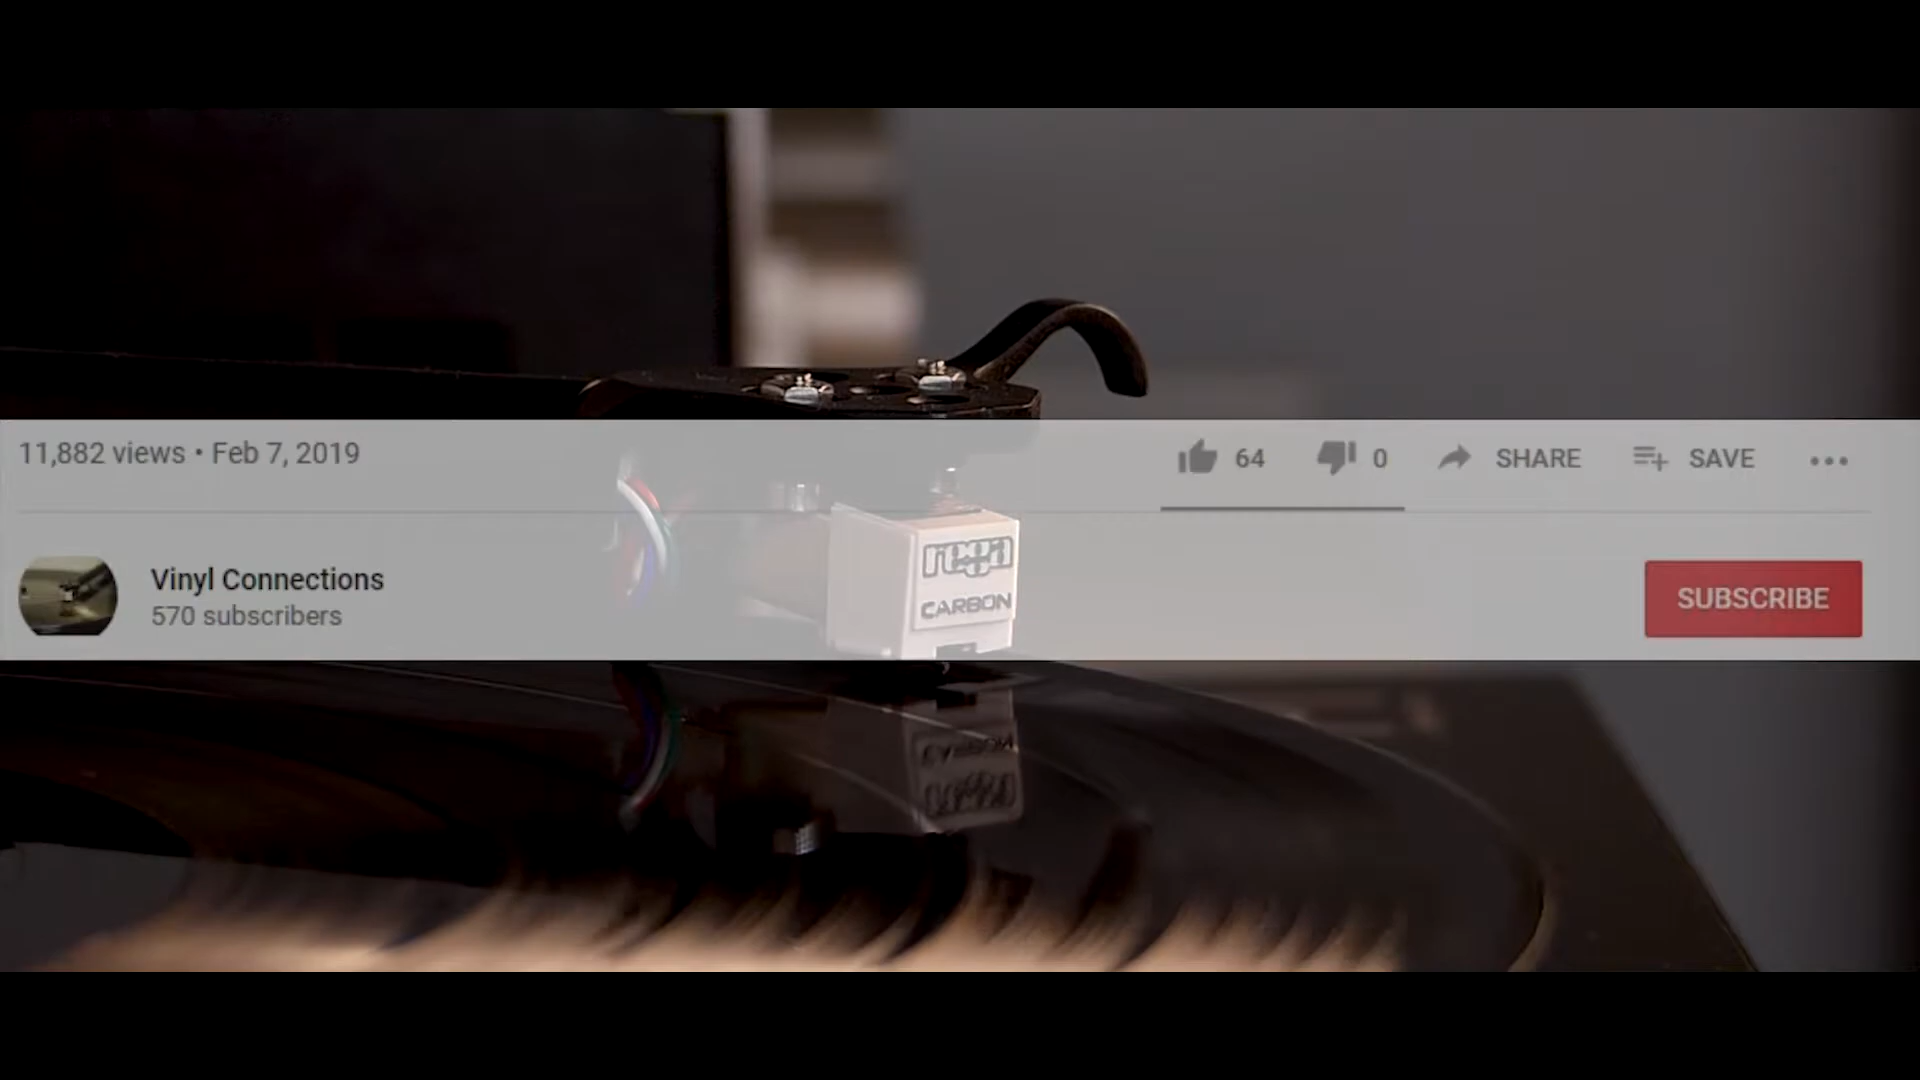 11,882 views • Feb 7, 2019
64 0 SHARE SAVE
Vinyl Connections
570 subscribers
SUBSCRIBE
rega
CARBON